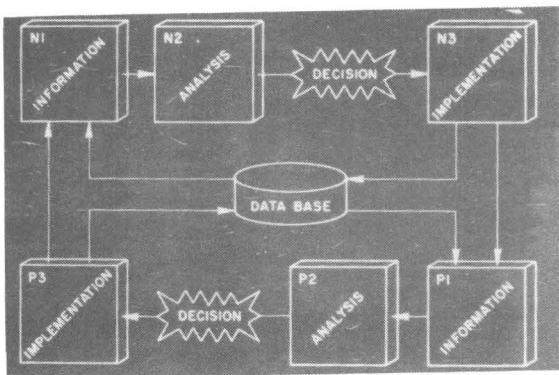 N1
INFORMATION
N2
ANALYSIS
DECISION
N3
IMPLEMENTATION
DATA BASE
P3
IMPLEMENTATION
DECISION
P2
ANALYSIS
P1
INFORMATION